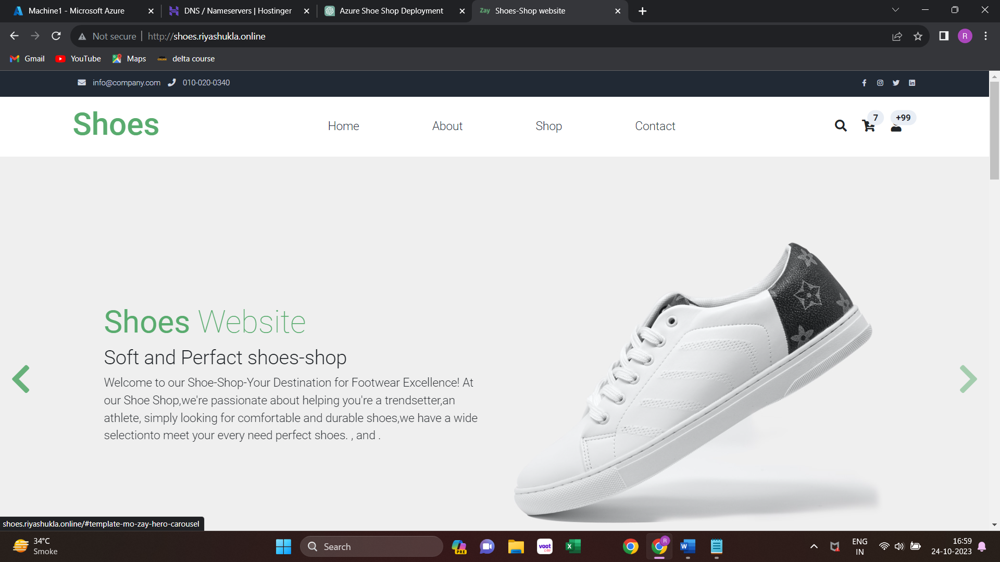 Machine1 - Microsoft Azure
DNS / Nameservers | Hostinger
Azure Shoe Shop Deployment
Zay Shoes-Shop website
Not secure http://shoes.riyashukla.online
R
Gmail YouTube Maps delta course
info@company.com 010-020-0340
Shoes
Home About Shop Contact
7 +99
Shoes Website
Soft and Perfact shoes-shop
Welcome to our Shoe-Shop-Your Destination for Footwear Excellence! At
our Shoe Shop,we're passionate about helping you're a trendsetter,an
athlete, simply looking for comfortable and durable shoes,we have a wide
selectionto meet your every need perfect shoes. , and .
shoes.riyashukla.online/#template-mo-zay-hero-carousel
34°C
Smoke
Search
PRE
voot
Lite
R
ENG
IN
16:59
24-10-2023